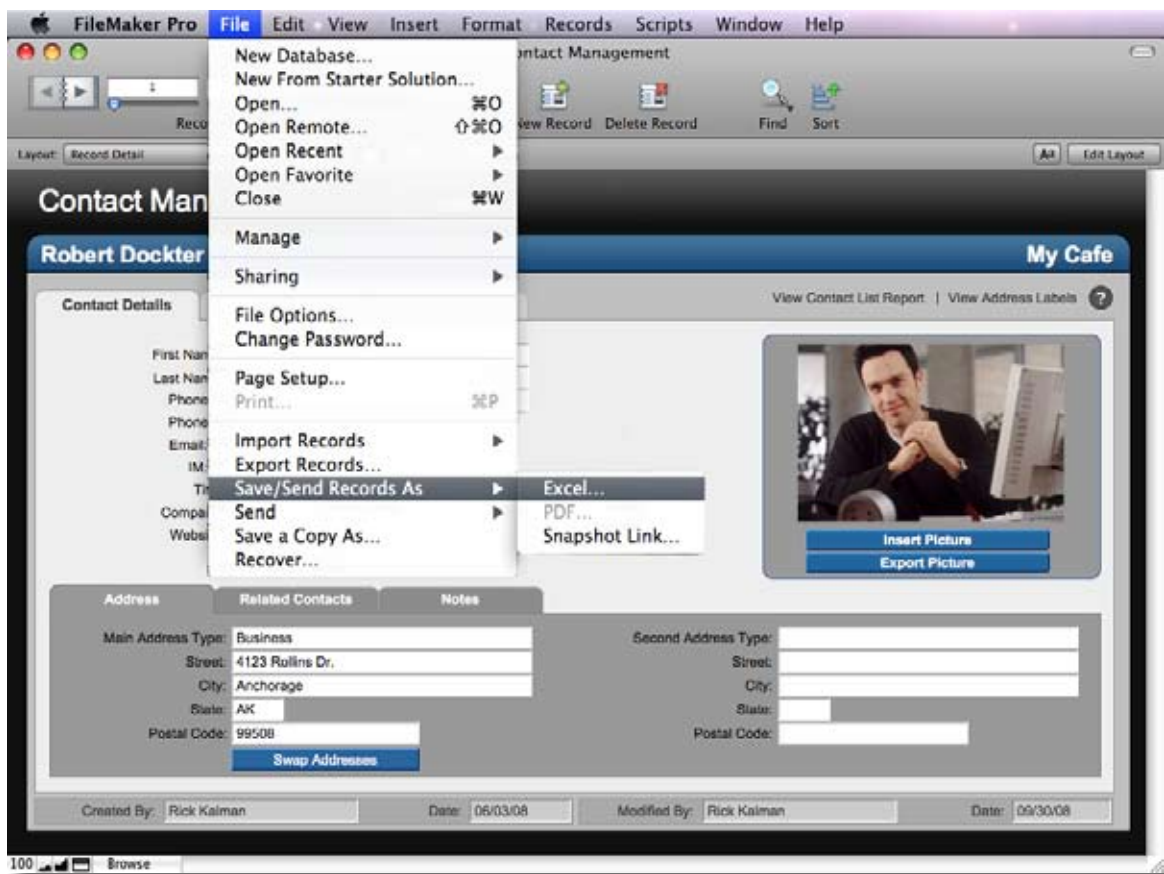 FileMaker Pro File Edit View Insert Format Records Scripts Window Help
New Database...
ntact Management
New From Starter Solution...
Open... ⌘O
Open Remote... ⇧⌘O
Open Recent
Open Favorite
Close ⌘W
Manage
Sharing
File Options...
Change Password...
Page Setup...
Print... ⌘P
Import Records
Export Records...
Save/Send Records As
Send
Save a Copy As...
Recover...
Excel...
PDF...
Snapshot Link...
1
Reco
New Record Delete Record Find Sort
Layout: Record Detail
Aa Edit Layout
Contact Man
Robert Dockter My Cafe
Contact Details
View Contact List Report | View Address Labels ?
First Nam
Last Nam
Phone
Phone
Email:
IM:
Ti
Compa
Websi
Insert Picture
Export Picture
Address Related Contacts Notes
Main Address Type: Business
Street: 4123 Rollins Dr.
City: Anchorage
State: AK
Postal Code: 99508
Swap Addresses
Second Address Type:
Street:
City:
State:
Postal Code:
Created By: Rick Kalman Date: 06/03/08 Modified By: Rick Kalman Date: 09/30/08
100 Browse